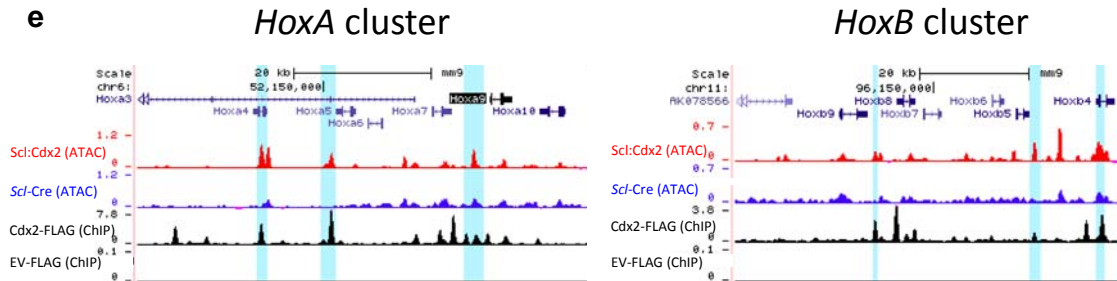 e
HoxA cluster
Scale 20 kb mm9
chr6: 52,150,000
Hoxa3 Hoxa9
Hoxa4 Hoxa5 Hoxa7 Hoxa10
Hoxa6
1.2
Scl:Cdx2 (ATAC)
0
1.2
Scl-Cre (ATAC)
0
7.8
Cdx2-FLAG (ChIP)
0
0.1
EV-FLAG (ChIP)
0
HoxB cluster
Scale 20 kb mm9
chr11: 96,150,000
AK078566 Hoxb8 Hoxb6 Hoxb4
Hoxb9 Hoxb7 Hoxb5
0.7
Scl:Cdx2 (ATAC)
0
0.7
Scl-Cre (ATAC)
0
3.8
Cdx2-FLAG (ChIP)
0
0.1
EV-FLAG (ChIP)
0